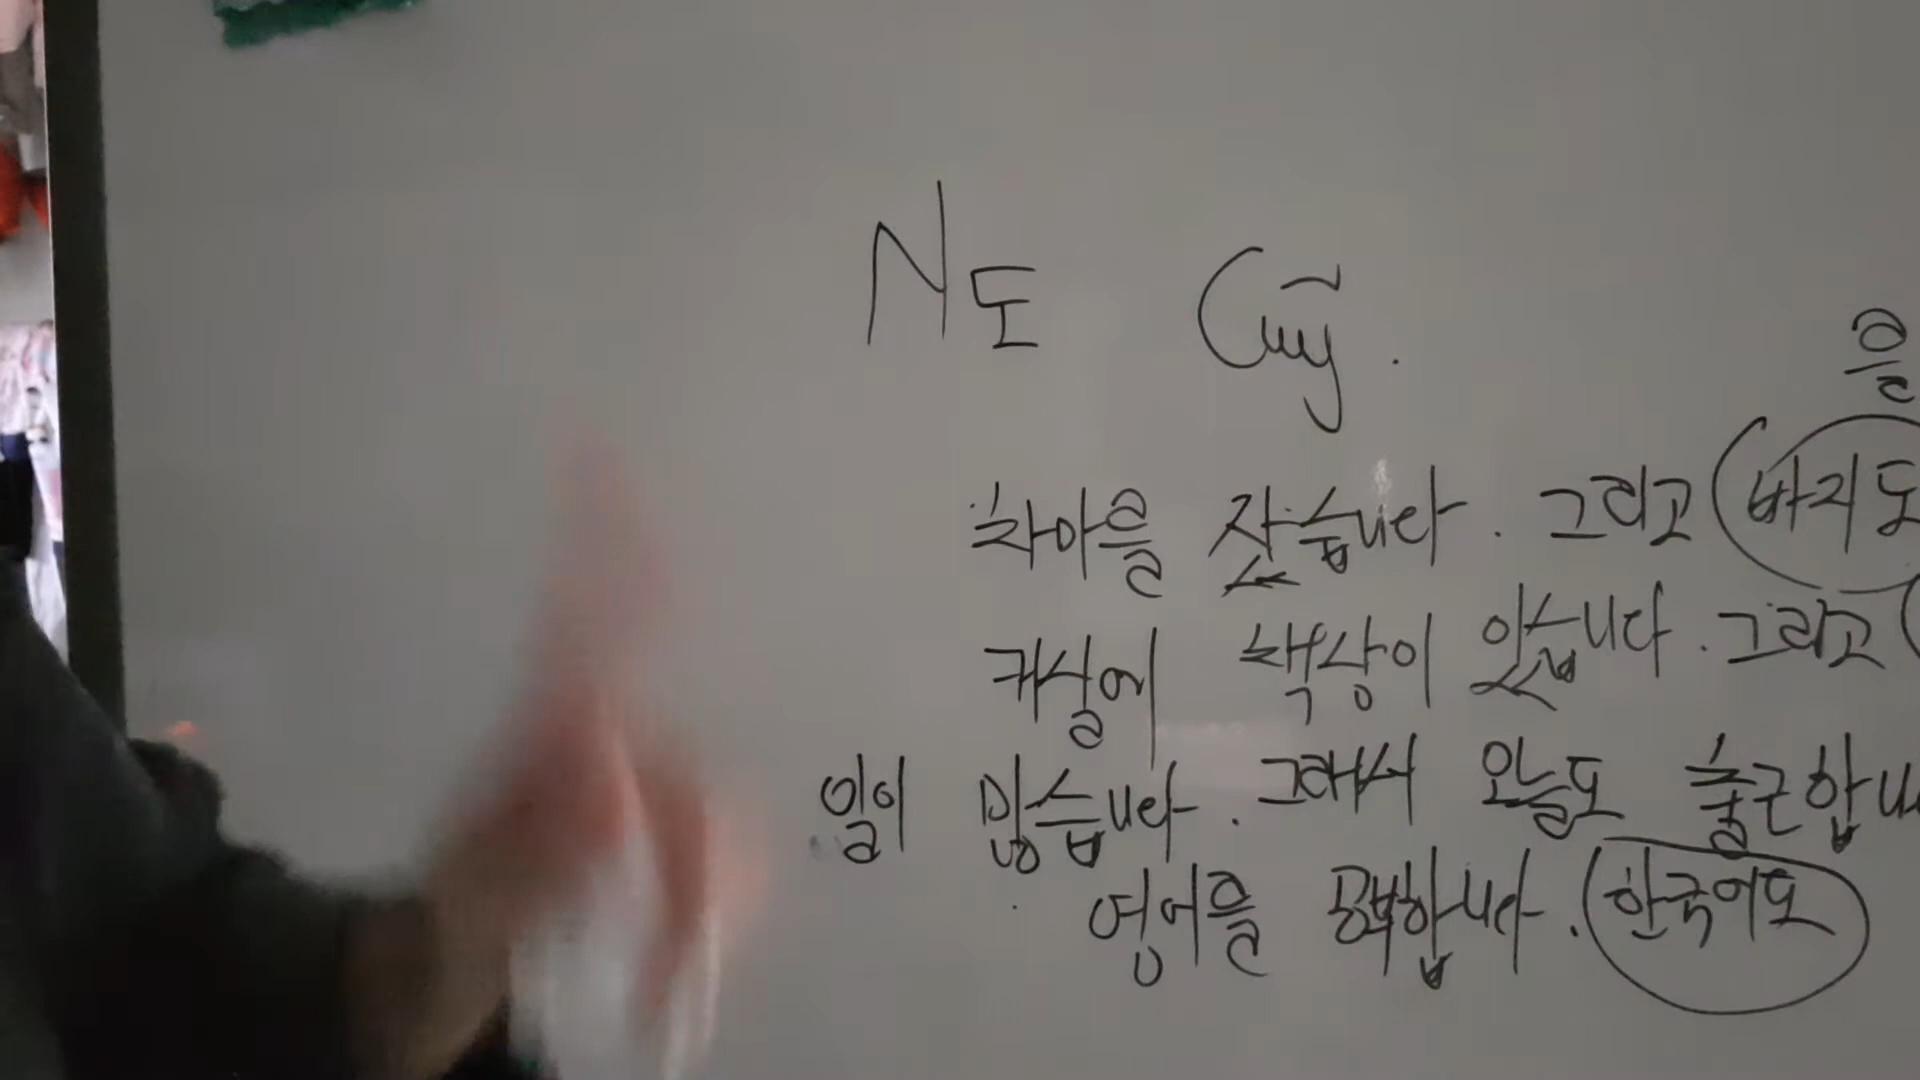 N도 Cũng.
을
치마를 샀습니다. 그리고 바지도
거실에 책상이 있습니다. 그리고
일이 많습니다. 그래서 오늘도 출근합니
영어를 공부합니다. 한국어도